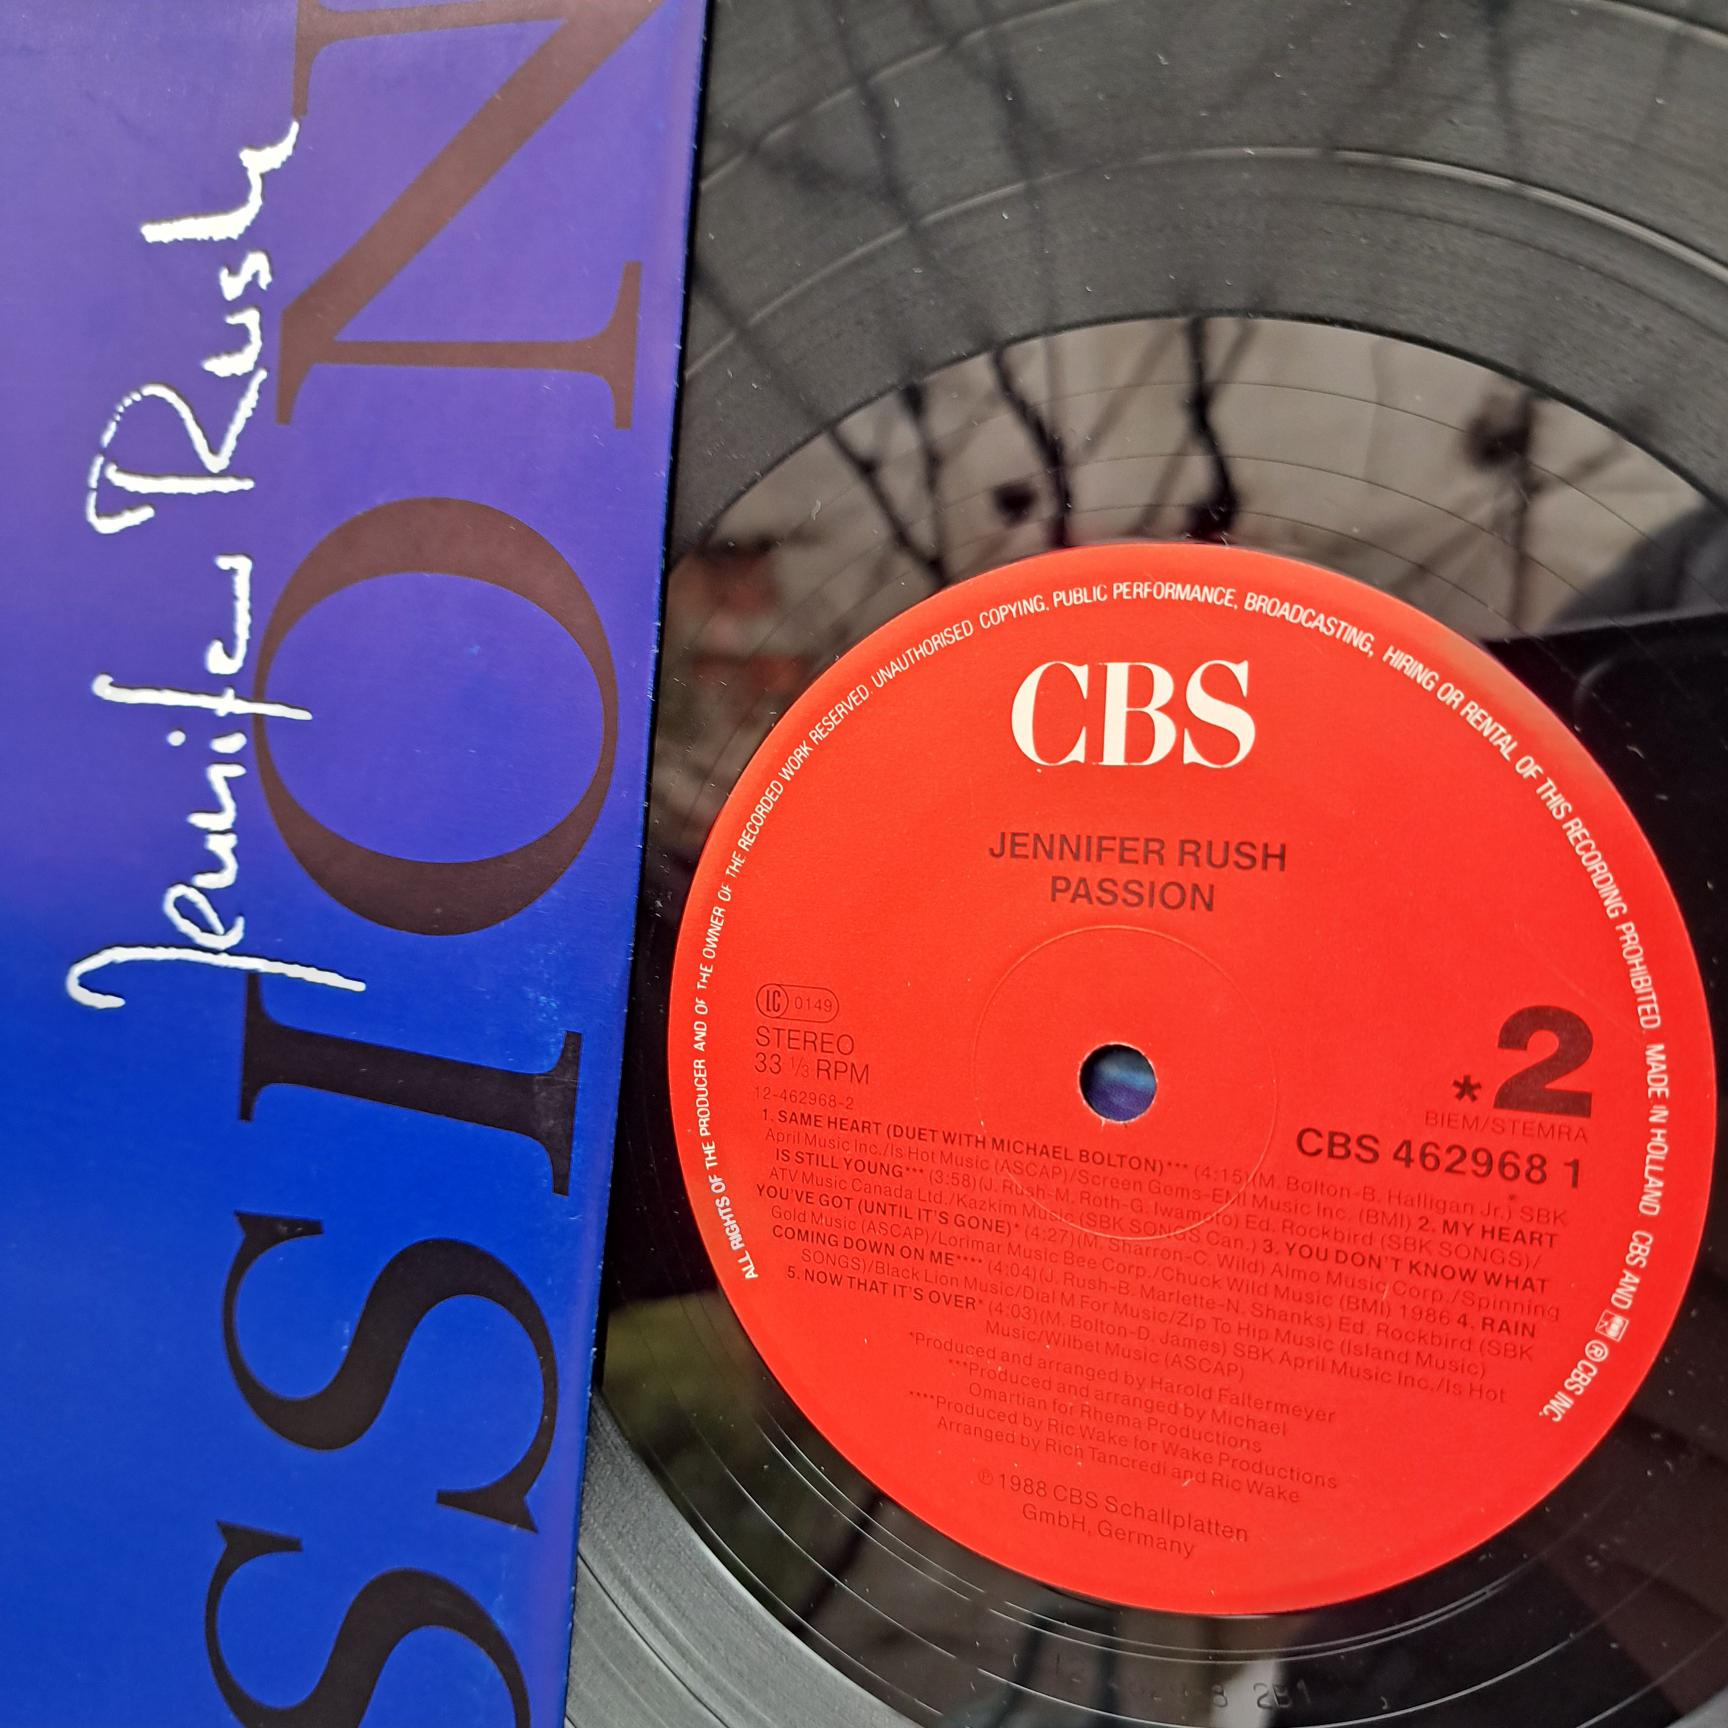 Jennifer Rush
SSION
CBS
JENNIFER RUSH
PASSION
LC 0149
STEREO
33 1/3 RPM
12-462968-2
*2
BIEM/STEMRA
CBS 462968 1
1. SAME HEART (DUET WITH MICHAEL BOLTON)*** (4:15)(M. Bolton-B. Halligan Jr.) SBK
April Music Inc./Is Hot Music (ASCAP)/Screen Gems-EMI Music Inc. (BMI) 2. MY HEART
IS STILL YOUNG*** (3:58)(J. Rush-M. Roth-G. Iwamoto) Ed. Rockbird (SBK SONGS)/
ATV Music Canada Ltd./Kazkim Music (SBK SONGS Can.) 3. YOU DON'T KNOW WHAT
YOU'VE GOT (UNTIL IT'S GONE)* (4:27)(M. Sharron-C. Wild) Almo Music Corp./Spinning
Gold Music (ASCAP)/Lorimar Music Bee Corp./Chuck Wild Music (BMI) 1986 4. RAIN
COMING DOWN ON ME**** (4:04)(J. Rush-B. Marlette-N. Shanks) Ed. Rockbird (SBK
SONGS)/Black Lion Music/Dial M For Music/Zip To Hip Music (Island Music)
5. NOW THAT IT'S OVER* (4:03)(M. Bolton-D. James) SBK April Music Inc./Is Hot
Music/Wilbet Music (ASCAP)
*Produced and arranged by Harold Faltermeyer
***Produced and arranged by Michael
Omartian for Rhema Productions
****Produced by Ric Wake for Wake Productions
Arranged by Rich Tancredi and Ric Wake
℗ 1988 CBS Schallplatten
GmbH, Germany
ALL RIGHTS OF THE PRODUCER AND OF THE OWNER OF THE RECORDED WORK RESERVED. UNAUTHORISED COPYING, PUBLIC PERFORMANCE, BROADCASTING, HIRING OR RENTAL OF THIS RECORDING PROHIBITED. MADE IN HOLLAND CBS AND ® CBS INC.
8 2B1